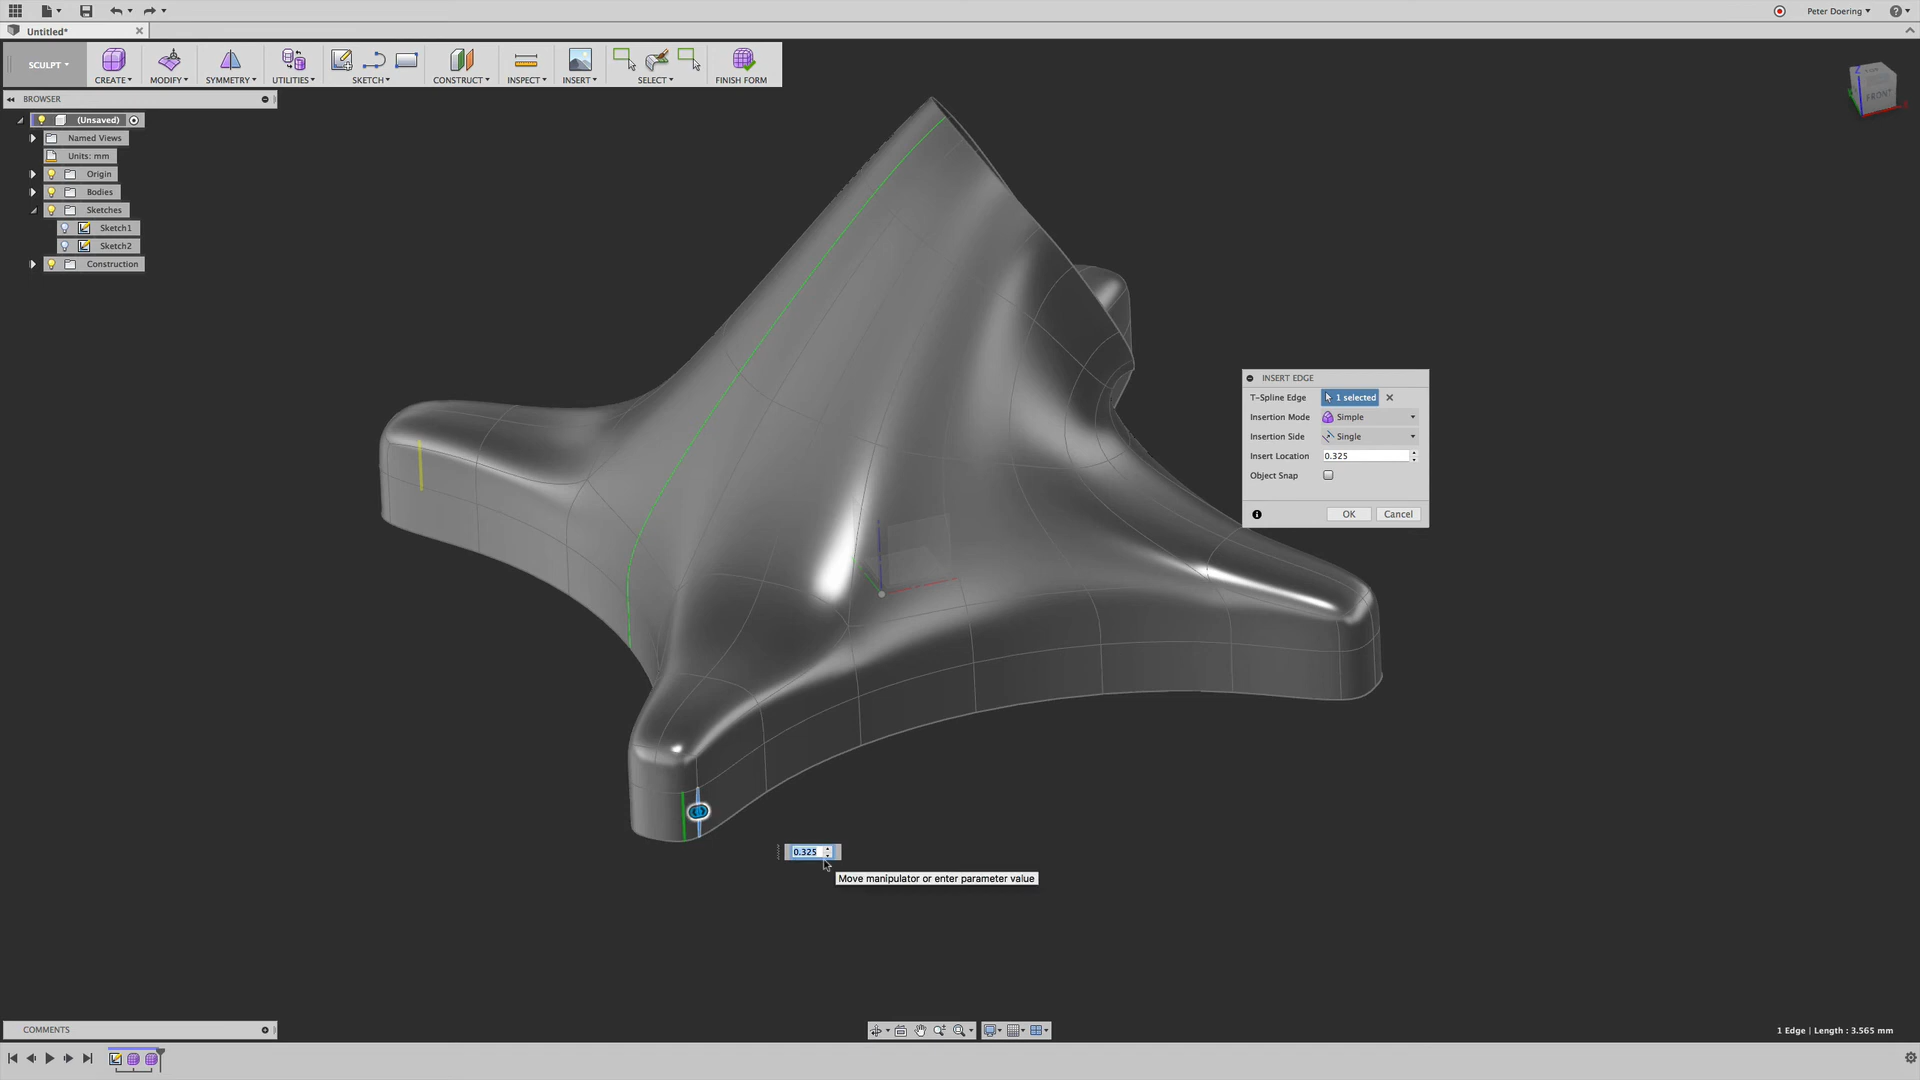 Peter Doering
Untitled*
SCULPT
CREATE
MODIFY
SYMMETRY
UTILITIES
SKETCH
CONSTRUCT
INSPECT
INSERT
SELECT
FINISH FORM
BROWSER
(Unsaved)
Named Views
Units: mm
Origin
Bodies
Sketches
Sketch1
Sketch2
Construction
Z
FRONT
INSERT EDGE
T-Spline Edge 1 selected
Insertion Mode Simple
Insertion Side Single
Insert Location 0.325
Object Snap
OK Cancel
0.325
Move manipulator or enter parameter value
COMMENTS
1 Edge | Length : 3.565 mm